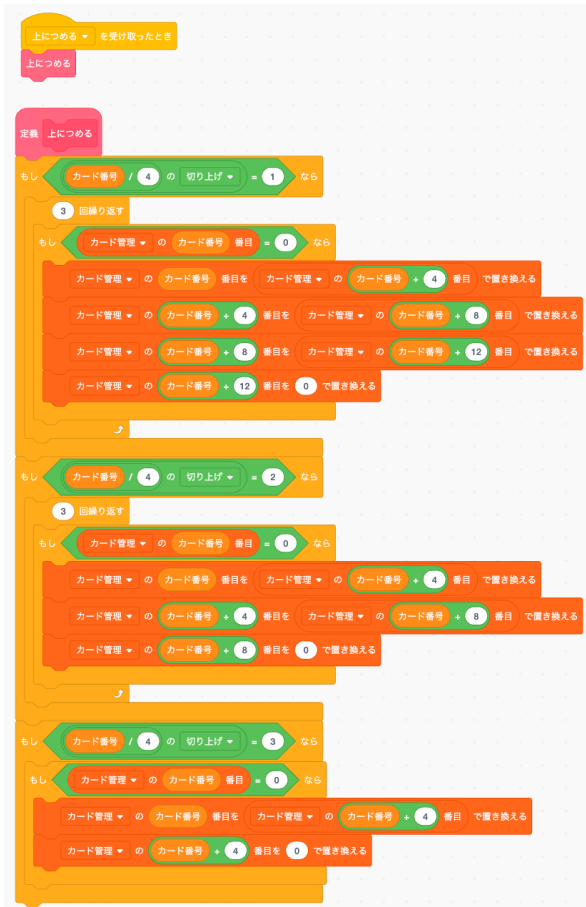 上につめる を受け取ったとき
上につめる
定義 上につめる
もし カード番号 / 4 の 切り上げ = 1 なら
3 回繰り返す
もし カード管理 の カード番号 番目 = 0 なら
カード管理 の カード番号 番目を カード管理 の カード番号 + 4 番目 で置き換える
カード管理 の カード番号 + 4 番目を カード管理 の カード番号 + 8 番目 で置き換える
カード管理 の カード番号 + 8 番目を カード管理 の カード番号 + 12 番目 で置き換える
カード管理 の カード番号 + 12 番目を 0 で置き換える
もし カード番号 / 4 の 切り上げ = 2 なら
3 回繰り返す
もし カード管理 の カード番号 番目 = 0 なら
カード管理 の カード番号 番目を カード管理 の カード番号 + 4 番目 で置き換える
カード管理 の カード番号 + 4 番目を カード管理 の カード番号 + 8 番目 で置き換える
カード管理 の カード番号 + 8 番目を 0 で置き換える
もし カード番号 / 4 の 切り上げ = 3 なら
もし カード管理 の カード番号 番目 = 0 なら
カード管理 の カード番号 番目を カード管理 の カード番号 + 4 番目 で置き換える
カード管理 の カード番号 + 4 番目を 0 で置き換える